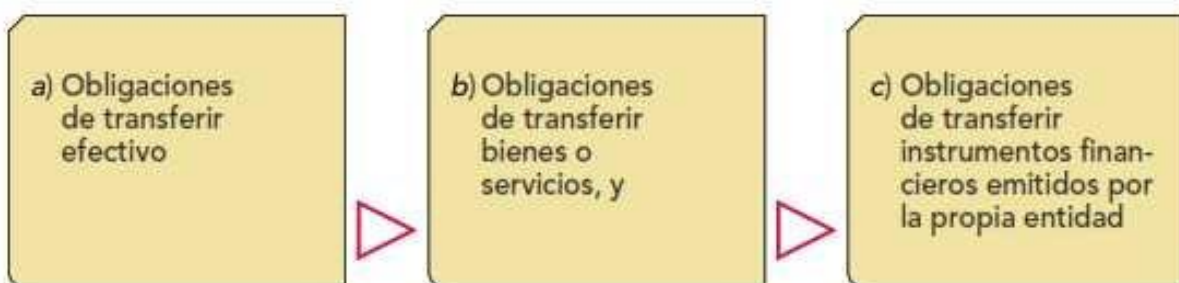 a) Obligaciones
de transferir
efectivo
b) Obligaciones
de transferir
bienes o
servicios, y
c) Obligaciones
de transferir
instrumentos finan-
cieros emitidos por
la propia entidad